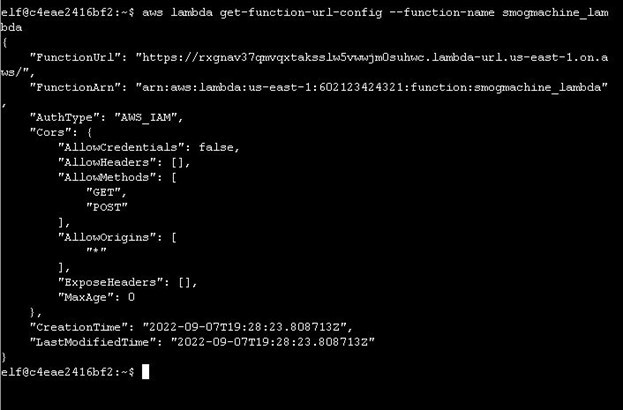 elf@c4eae2416bf2:~$ aws lambda get-function-url-config --function-name smogmachine_lam
bda
{
    "FunctionUrl": "https://rxgnav37qmvqxtaksslw5vwwjm0suhwc.lambda-url.us-east-1.on.a
ws/",
    "FunctionArn": "arn:aws:lambda:us-east-1:602123424321:function:smogmachine_lambda"
,
    "AuthType": "AWS_IAM",
    "Cors": {
        "AllowCredentials": false,
        "AllowHeaders": [],
        "AllowMethods": [
            "GET",
            "POST"
        ],
        "AllowOrigins": [
            "*"
        ],
        "ExposeHeaders": [],
        "MaxAge": 0
    },
    "CreationTime": "2022-09-07T19:28:23.808713Z",
    "LastModifiedTime": "2022-09-07T19:28:23.808713Z"
}
elf@c4eae2416bf2:~$